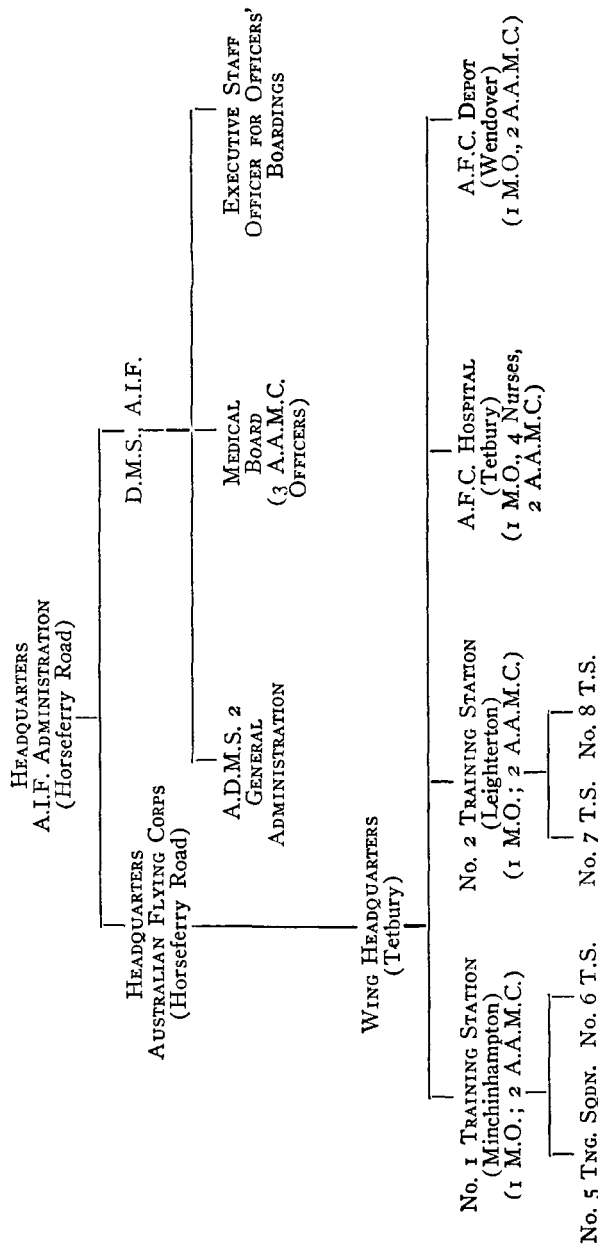 HEADQUARTERS
A.I.F. ADMINISTRATION
(Horseferry Road)
HEADQUARTERS
AUSTRALIAN FLYING CORPS
(Horseferry Road)
D.M.S., A.I.F.
A.D.M.S. 2
GENERAL
ADMINISTRATION
MEDICAL
BOARD
(3 A.A.M.C.
OFFICERS)
EXECUTIVE STAFF
OFFICER FOR OFFICERS'
BOARDINGS
WING HEADQUARTERS
(Tetbury)
No. 1 TRAINING STATION
(Minchinhampton)
(1 M.O.; 2 A.A.M.C.)
No. 2 TRAINING STATION
(Leighterton)
(1 M.O.; 2 A.A.M.C.)
A.F.C. HOSPITAL
(Tetbury)
(1 M.O., 4 Nurses,
2 A.A.M.C.)
A.F.C. DEPOT
(Wendover)
(1 M.O., 2 A.A.M.C.)
No. 5 TNG. SQDN. No. 6 T.S.
No. 7 T.S. No. 8 T.S.